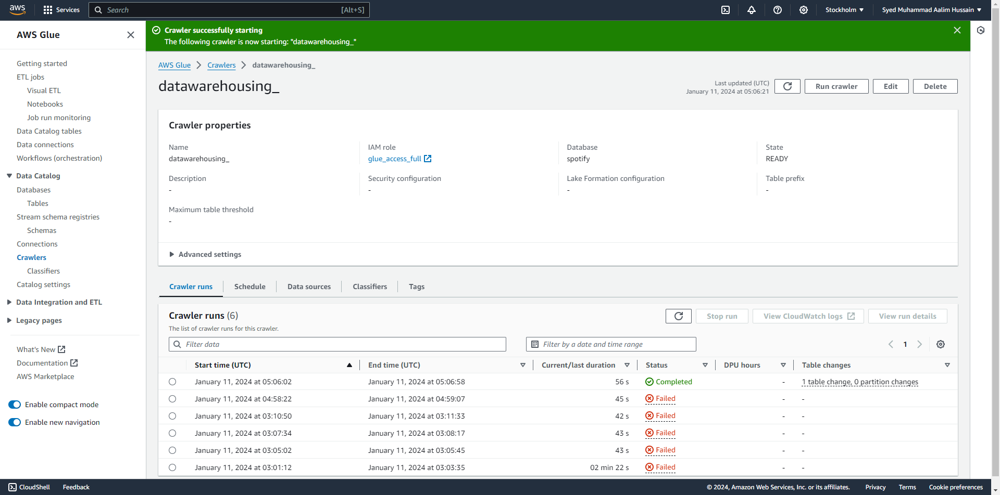 aws
Services
Search [Alt+S]
Stockholm
Syed Muhammad Aalim Hussain
AWS Glue
Getting started
ETL jobs
Visual ETL
Notebooks
Job run monitoring
Data Catalog tables
Data connections
Workflows (orchestration)
Data Catalog
Databases
Tables
Stream schema registries
Schemas
Connections
Crawlers
Classifiers
Catalog settings
Data Integration and ETL
Legacy pages
What's New
Documentation
AWS Marketplace
Enable compact mode
Enable new navigation
Crawler successfully starting
The following crawler is now starting: "datawarehousing_"
AWS Glue > Crawlers > datawarehousing_
datawarehousing_
Last updated (UTC)
January 11, 2024 at 05:06:21
Run crawler Edit Delete
Crawler properties
Name
datawarehousing_
IAM role
glue_access_full
Database
spotify
State
READY
Description
-
Security configuration
-
Lake Formation configuration
-
Table prefix
-
Maximum table threshold
-
Advanced settings
Crawler runs Schedule Data sources Classifiers Tags
Crawler runs (6)
The list of crawler runs for this crawler.
Stop run View CloudWatch logs View run details
Filter data Filter by a date and time range 1
Start time (UTC) End time (UTC) Current/last duration Status DPU hours Table changes
January 11, 2024 at 05:06:02 January 11, 2024 at 05:06:58 56 s Completed - 1 table change, 0 partition changes
January 11, 2024 at 04:58:22 January 11, 2024 at 04:59:07 45 s Failed - -
January 11, 2024 at 03:10:50 January 11, 2024 at 03:11:33 42 s Failed - -
January 11, 2024 at 03:07:34 January 11, 2024 at 03:08:17 43 s Failed - -
January 11, 2024 at 03:05:02 January 11, 2024 at 03:05:45 43 s Failed - -
January 11, 2024 at 03:01:12 January 11, 2024 at 03:03:35 02 min 22 s Failed - -
CloudShell Feedback © 2024, Amazon Web Services, Inc. or its affiliates. Privacy Terms Cookie preferences